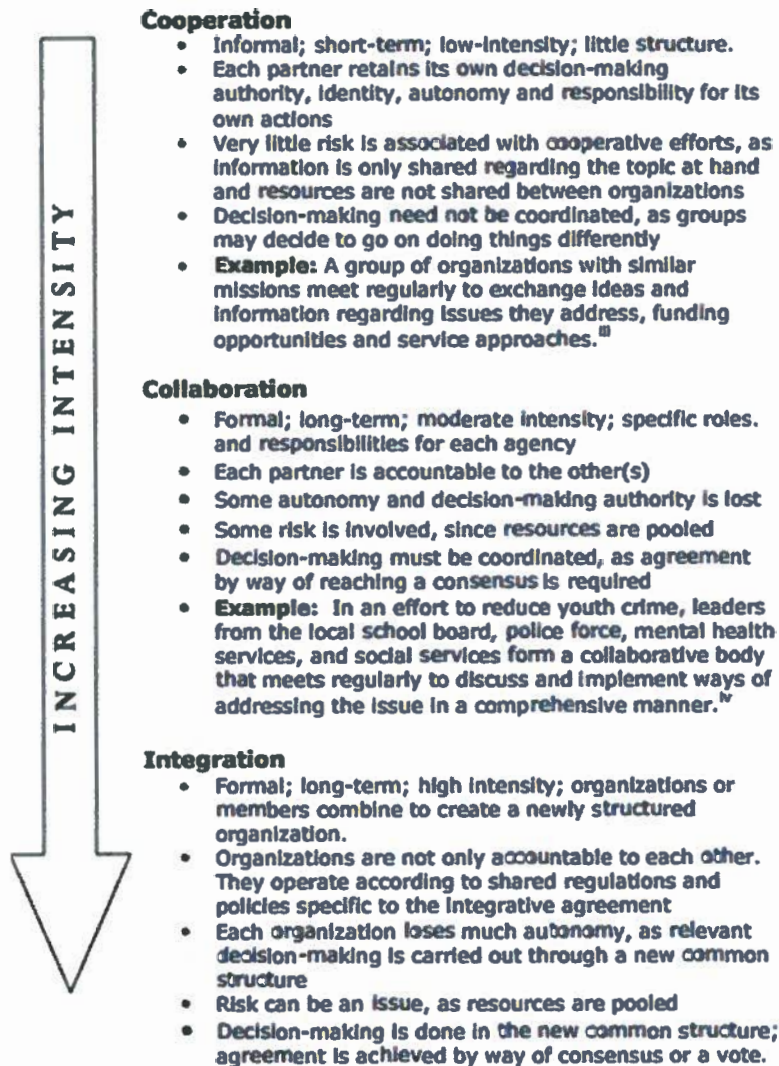 Cooperation
• Informal; short-term; low-intensity; little structure.
• Each partner retains its own decision-making
authority, identity, autonomy and responsibility for its
own actions
• Very little risk is associated with cooperative efforts, as
information is only shared regarding the topic at hand
and resources are not shared between organizations
• Decision-making need not be coordinated, as groups
may decide to go on doing things differently
• Example: A group of organizations with similar
missions meet regularly to exchange ideas and
information regarding issues they address, funding
opportunities and service approaches.iii
Collaboration
• Formal; long-term; moderate intensity; specific roles.
and responsibilities for each agency
• Each partner is accountable to the other(s)
• Some autonomy and decision-making authority is lost
• Some risk is involved, since resources are pooled
• Decision-making must be coordinated, as agreement
by way of reaching a consensus is required
• Example: In an effort to reduce youth crime, leaders
from the local school board, police force, mental health
services, and social services form a collaborative body
that meets regularly to discuss and implement ways of
addressing the issue in a comprehensive manner.iv
Integration
• Formal; long-term; high intensity; organizations or
members combine to create a newly structured
organization.
• Organizations are not only accountable to each other.
They operate according to shared regulations and
policies specific to the integrative agreement
• Each organization loses much autonomy, as relevant
decision-making is carried out through a new common
structure
• Risk can be an issue, as resources are pooled
• Decision-making is done in the new common structure;
agreement is achieved by way of consensus or a vote.
INCREASING INTENSITY